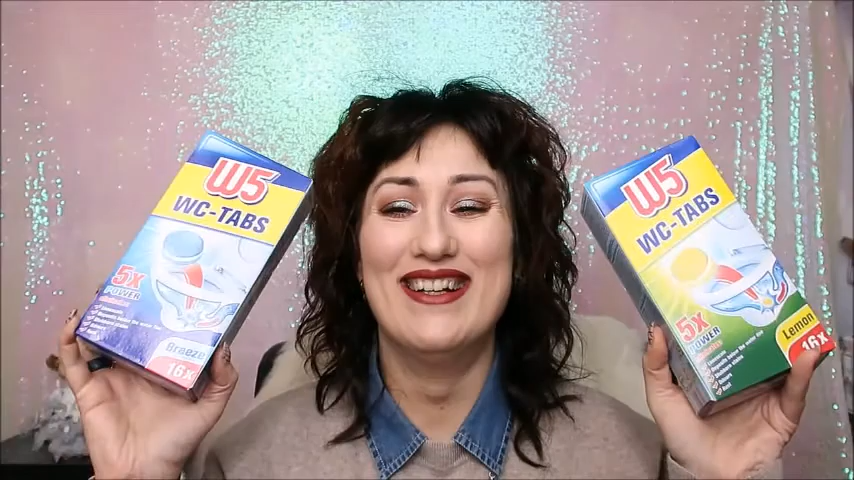 W5
WC-TABS
5X
POWER
Breeze
16x
W5
WC-TABS
5X
POWER
Lemon
16x